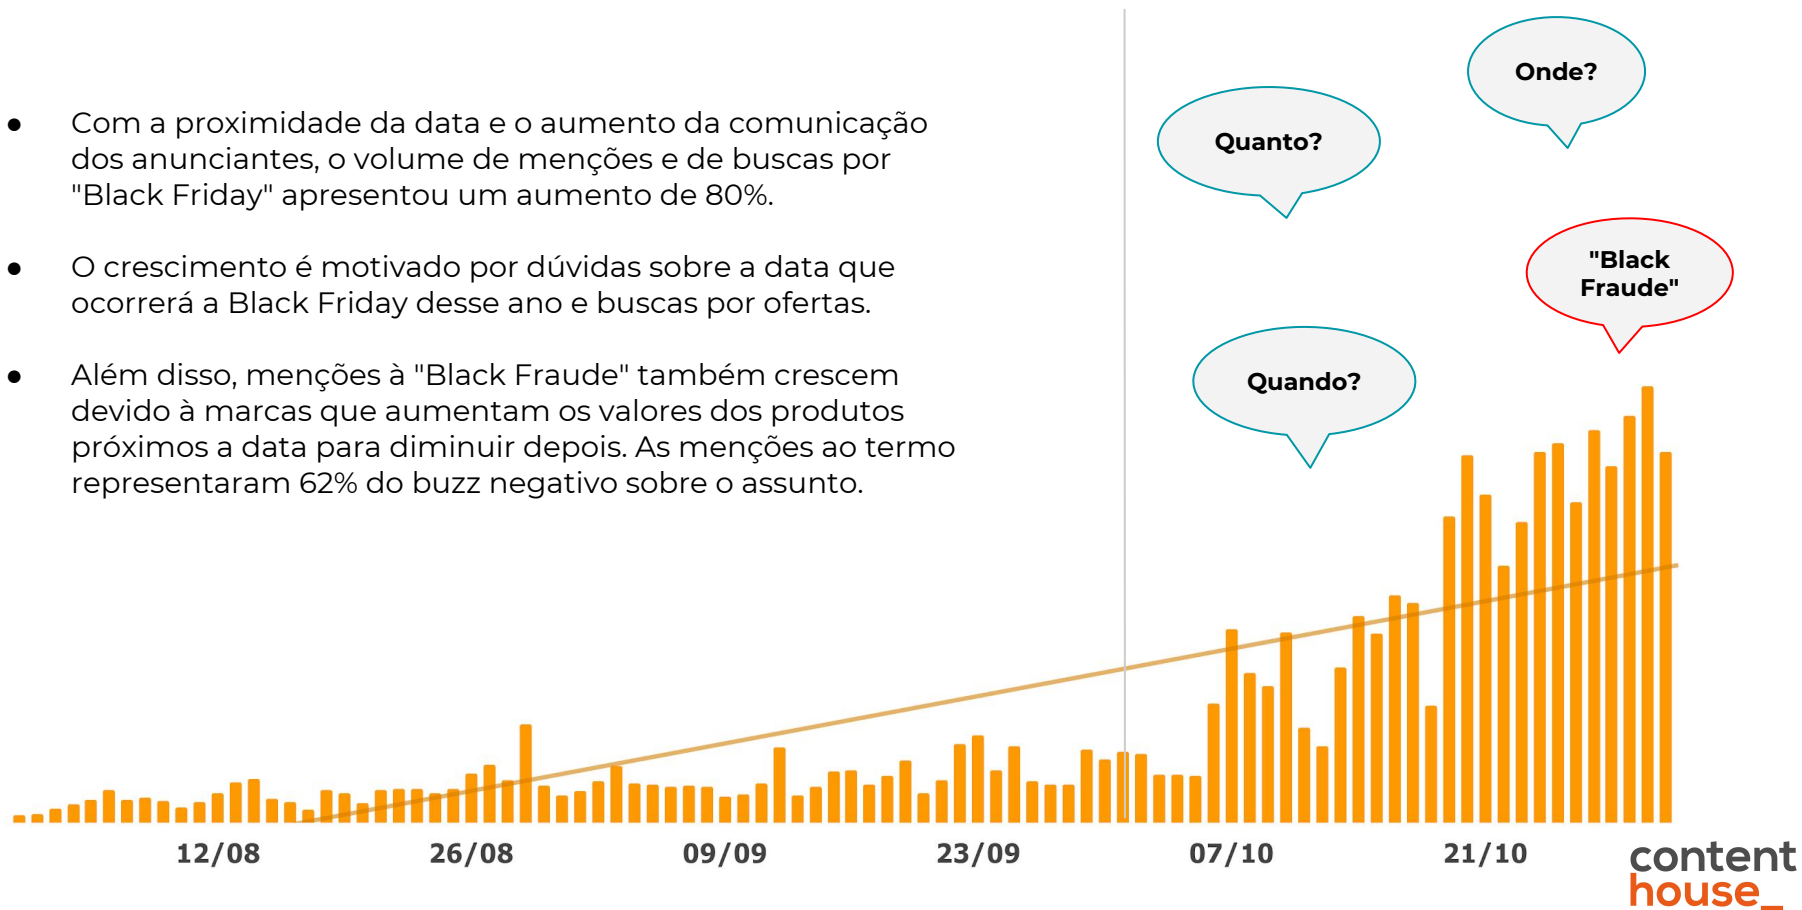 ● Com a proximidade da data e o aumento da comunicação
dos anunciantes, o volume de menções e de buscas por
"Black Friday" apresentou um aumento de 80%.
● O crescimento é motivado por dúvidas sobre a data que
ocorrerá a Black Friday desse ano e buscas por ofertas.
● Além disso, menções à "Black Fraude" também crescem
devido à marcas que aumentam os valores dos produtos
próximos a data para diminuir depois. As menções ao termo
representaram 62% do buzz negativo sobre o assunto.
Onde?
Quanto?
"Black
Fraude"
Quando?
12/08 26/08 09/09 23/09 07/10 21/10
content
house_